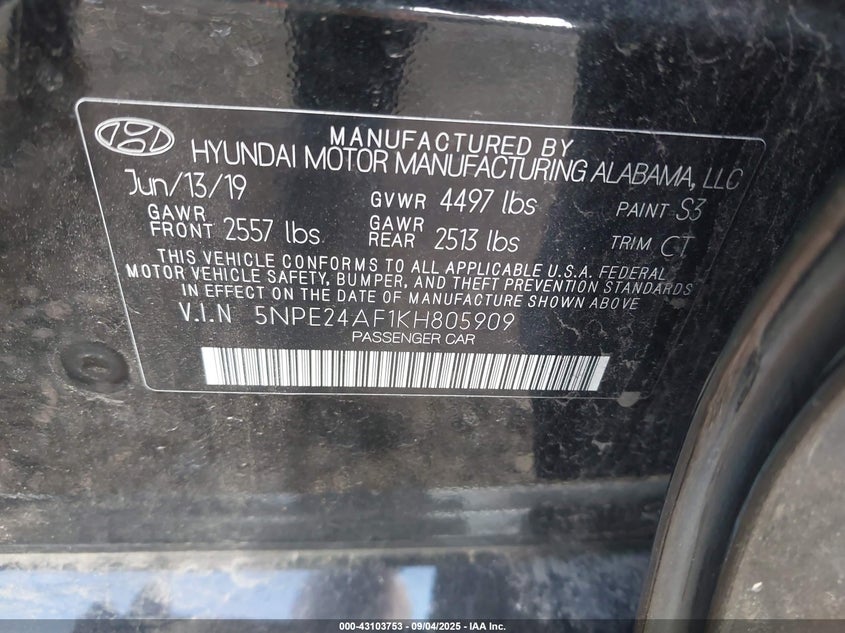 MANUFACTURED BY
HYUNDAI MOTOR MANUFACTURING ALABAMA, LLC
Jun/13/19 GVWR 4497 lbs PAINT S3
GAWR FRONT 2557 lbs GAWR REAR 2513 lbs TRIM CT
THIS VEHICLE CONFORMS TO ALL APPLICABLE U.S.A. FEDERAL
MOTOR VEHICLE SAFETY, BUMPER, AND THEFT PREVENTION STANDARDS
IN EFFECT ON THE DATE OF MANUFACTURE SHOWN ABOVE
V.I.N 5NPE24AF1KH805909
PASSENGER CAR
000-43103753 - 09/04/2025 - IAA Inc.